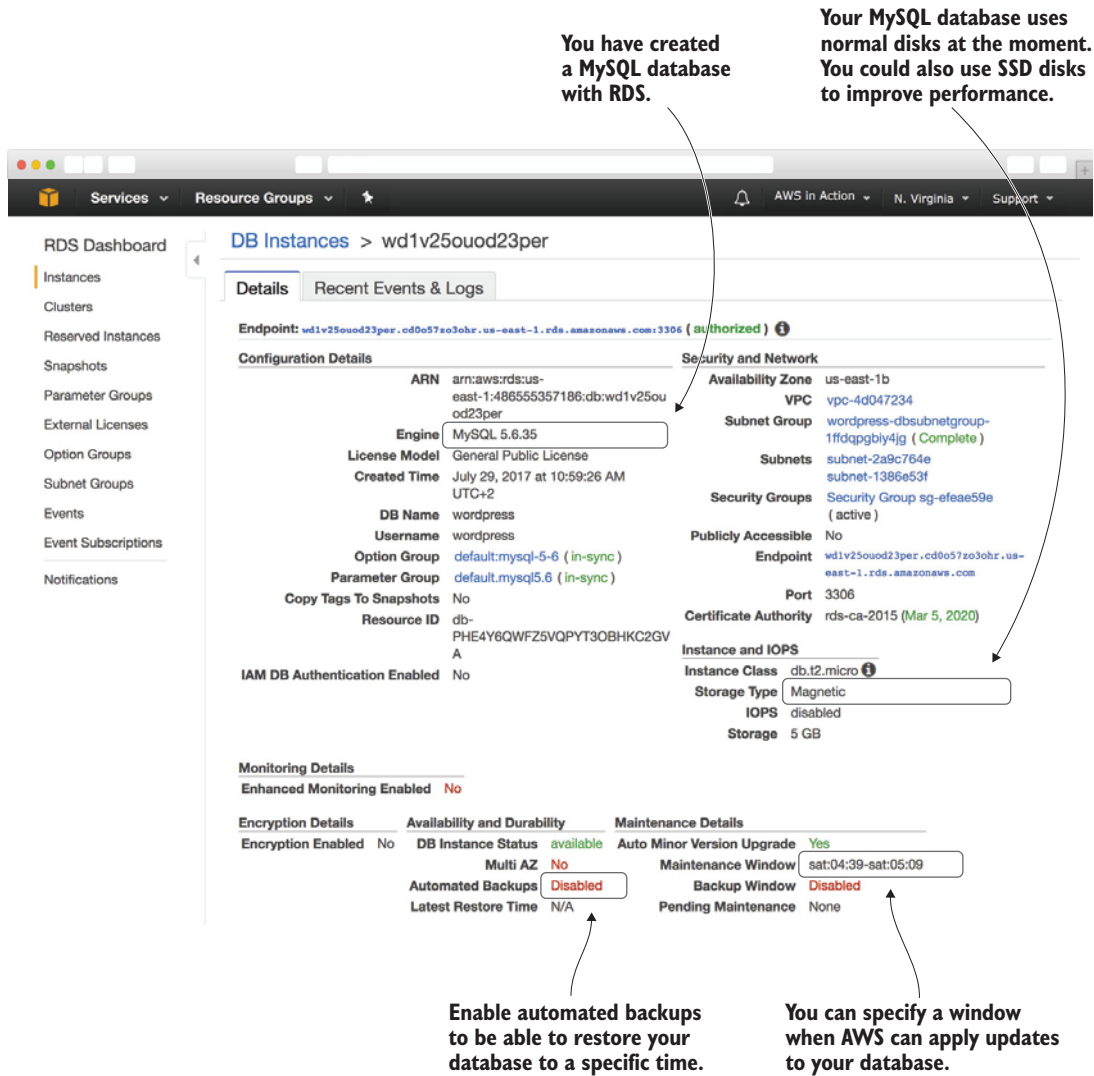 You have created
a MySQL database
with RDS.
Your MySQL database uses
normal disks at the moment.
You could also use SSD disks
to improve performance.
Services Resource Groups AWS in Action N. Virginia Support
RDS Dashboard
Instances
Clusters
Reserved Instances
Snapshots
Parameter Groups
External Licenses
Option Groups
Subnet Groups
Events
Event Subscriptions
Notifications
DB Instances > wd1v25ouod23per
Details Recent Events & Logs
Endpoint: wd1v25ouod23per.cd0o57zo3ohr.us-east-1.rds.amazonaws.com:3306 ( authorized )
Configuration Details
ARN arn:aws:rds:us-
east-1:486555357186:db:wd1v25ou
od23per
Engine MySQL 5.6.35
License Model General Public License
Created Time July 29, 2017 at 10:59:26 AM
UTC+2
DB Name wordpress
Username wordpress
Option Group default:mysql-5-6 ( in-sync )
Parameter Group default.mysql5.6 ( in-sync )
Copy Tags To Snapshots No
Resource ID db-
PHE4Y6QWFZ5VQPYT3OBHKC2GV
A
IAM DB Authentication Enabled No
Security and Network
Availability Zone us-east-1b
VPC vpc-4d047234
Subnet Group wordpress-dbsubnetgroup-
1ffdqpgbiy4jg ( Complete )
Subnets subnet-2a9c764e
subnet-1386e53f
Security Groups Security Group sg-efeae59e
( active )
Publicly Accessible No
Endpoint wd1v25ouod23per.cd0o57zo3ohr.us-
east-1.rds.amazonaws.com
Port 3306
Certificate Authority rds-ca-2015 (Mar 5, 2020)
Instance and IOPS
Instance Class db.t2.micro
Storage Type Magnetic
IOPS disabled
Storage 5 GB
Monitoring Details
Enhanced Monitoring Enabled No
Encryption Details
Encryption Enabled No
Availability and Durability
DB Instance Status available
Multi AZ No
Automated Backups Disabled
Latest Restore Time N/A
Maintenance Details
Auto Minor Version Upgrade Yes
Maintenance Window sat:04:39-sat:05:09
Backup Window Disabled
Pending Maintenance None
Enable automated backups
to be able to restore your
database to a specific time.
You can specify a window
when AWS can apply updates
to your database.